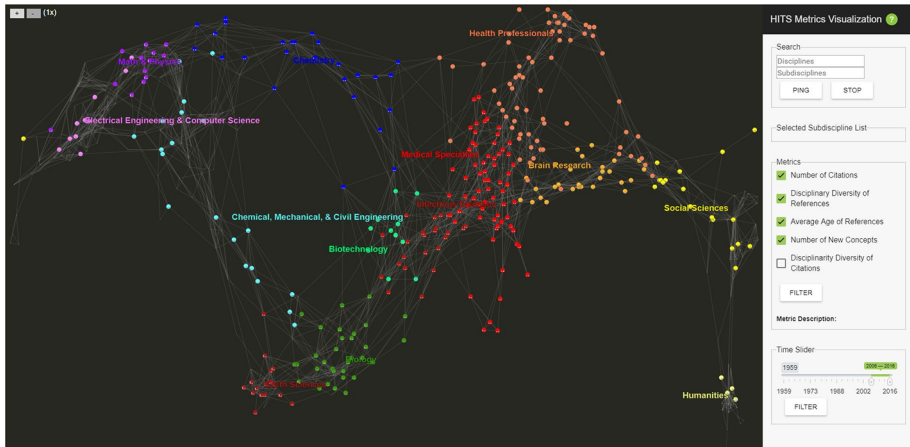 + - (1x)
Health Professionals
Chemistry
Math & Physics
Electrical Engineering & Computer Science
Medical Specialties
Brain Research
Infectious Diseases
Social Sciences
Chemical, Mechanical, & Civil Engineering
Biotechnology
Biology
Earth Sciences
Humanities
HITS Metrics Visualization ?
Search
Disciplines
Subdisciplines
PING STOP
Selected Subdiscipline List
Metrics
Number of Citations
Disciplinary Diversity of
References
Average Age of References
Number of New Concepts
Disciplinarity Diversity of
Citations
FILTER
Metric Description:
Time Slider
1959 2006 — 2016
1959 1973 1988 2002 2016
FILTER